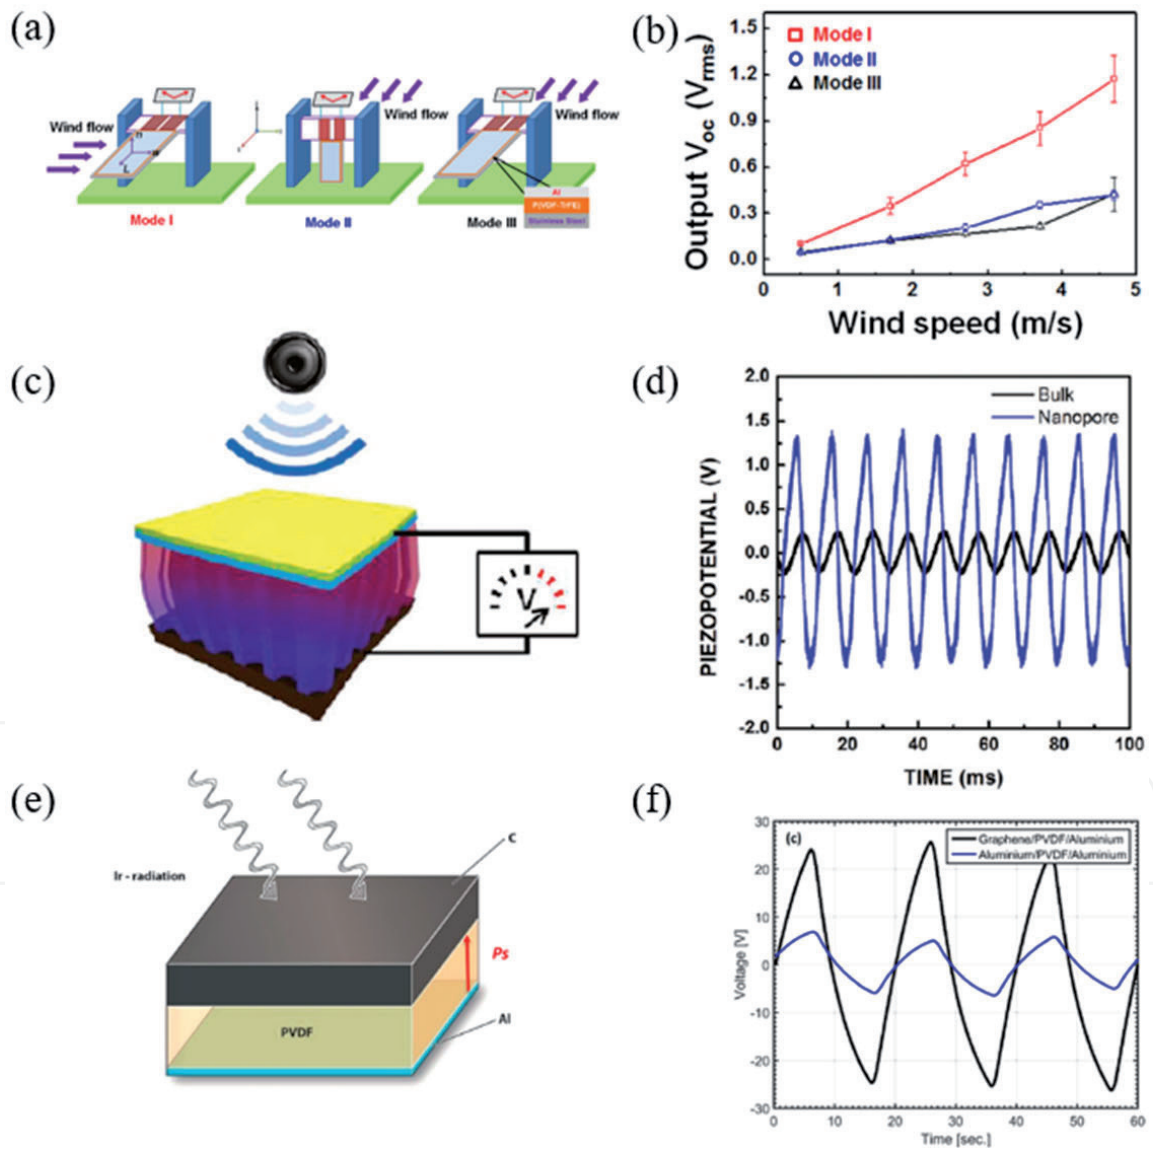 (a)
Wind flow
Mode I
Wind flow
Mode II
Wind flow
Al
P(VDF-TrFE)
Stainless Steel
Mode III
(b)
Output Voc (Vrms)
1.5
1.2
0.9
0.6
0.3
0.0
Mode I
Mode II
Mode III
0 1 2 3 4 5
Wind speed (m/s)
(c)
V
(d)
PIEZOPOTENTIAL (V)
2.0
1.5
1.0
0.5
0.0
-0.5
-1.0
-1.5
-2.0
Bulk
Nanopore
0 20 40 60 80 100
TIME (ms)
(e)
Ir - radiation
C
Ps
PVDF
Al
(f)
(c)
Graphene/PVDF/Aluminium
Aluminium/PVDF/Aluminium
Voltage [V]
30
20
10
0
-10
-20
-30
0 10 20 30 40 50 60
Time [sec.]